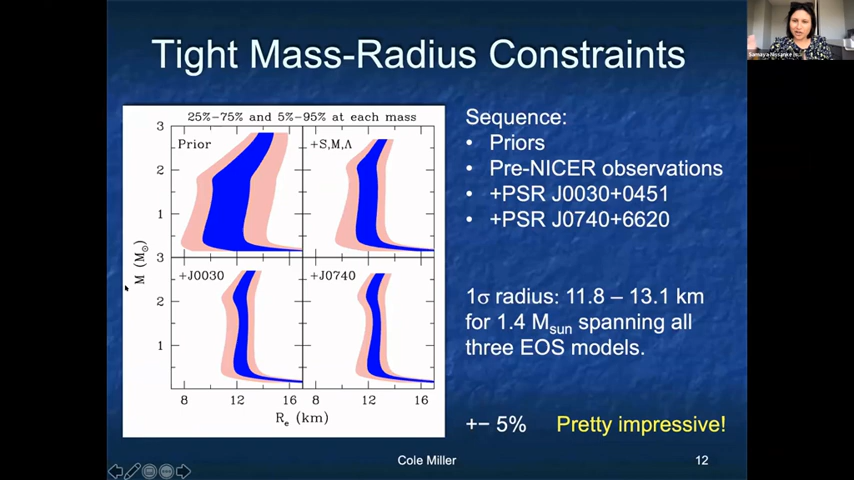 Tight Mass-Radius Constraints
25%−75% and 5%−95% at each mass
Prior
+S,M,Λ
+J0030
+J0740
3
2
1
3
2
1
M (M⊙)
8 12 16 8 12 16
Re (km)
Sequence:
• Priors
• Pre-NICER observations
• +PSR J0030+0451
• +PSR J0740+6620
1σ radius: 11.8 – 13.1 km
for 1.4 Msun spanning all
three EOS models.
+− 5% Pretty impressive!
Cole Miller
12